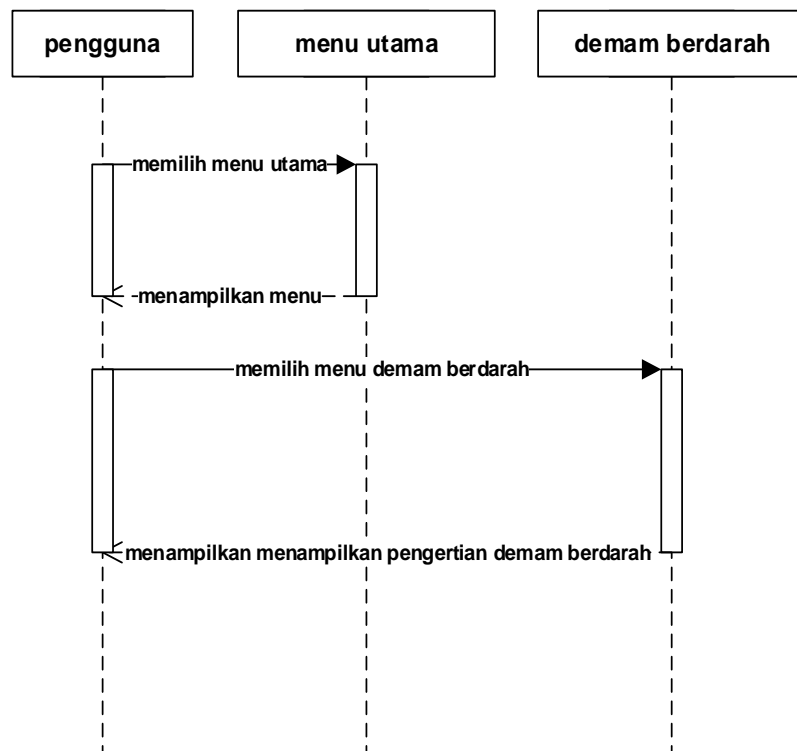 pengguna
menu utama
demam berdarah
memilih menu utama
menampilkan menu
memilih menu demam berdarah
menampilkan menampilkan pengertian demam berdarah